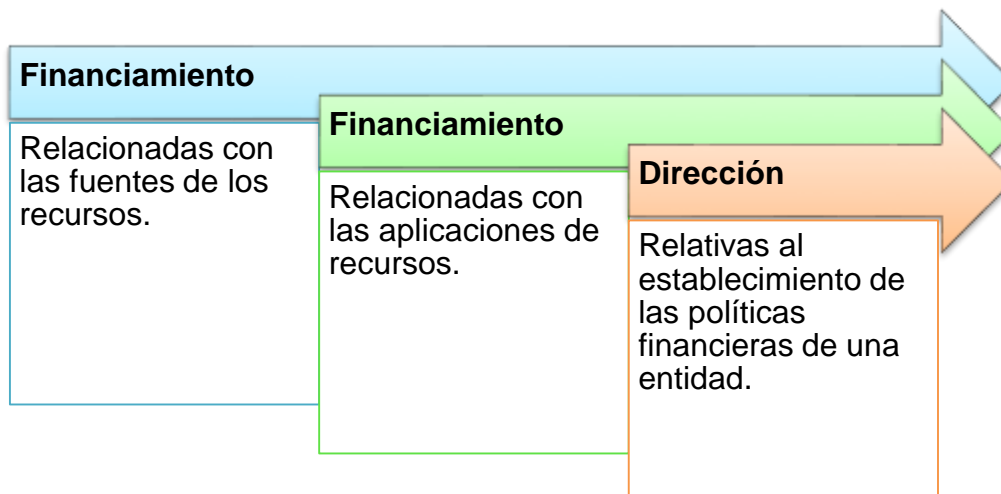 Financiamiento
Relacionadas con
las fuentes de los
recursos.
Financiamiento
Relacionadas con
las aplicaciones de
recursos.
Dirección
Relativas al
establecimiento de
las políticas
financieras de una
entidad.